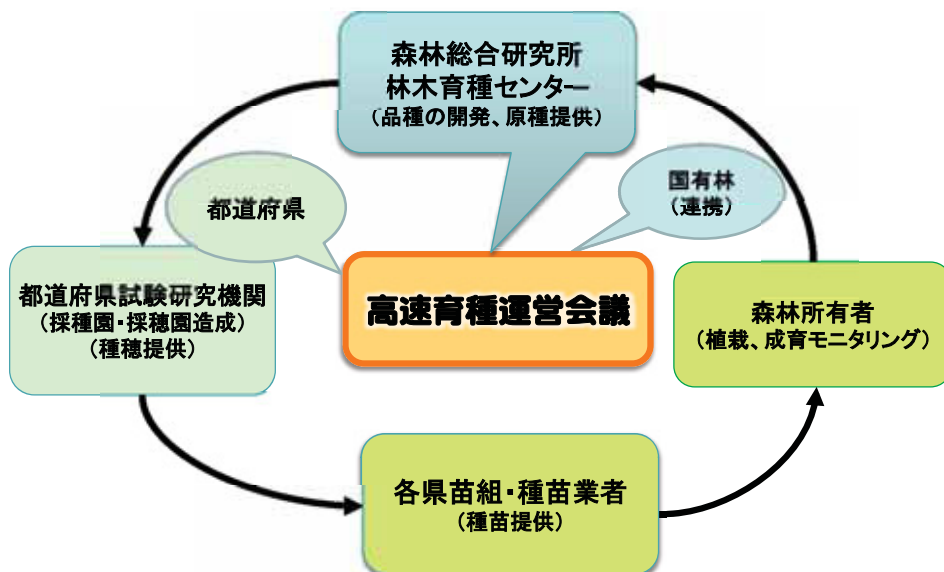 森林総合研究所
林木育種センター
(品種の開発、原種提供)
都道府県
国有林
(連携)
都道府県試験研究機関
(採種園・採穂園造成)
(種穂提供)
高速育種運営会議
森林所有者
(植栽、成育モニタリング)
各県苗組・種苗業者
(種苗提供)